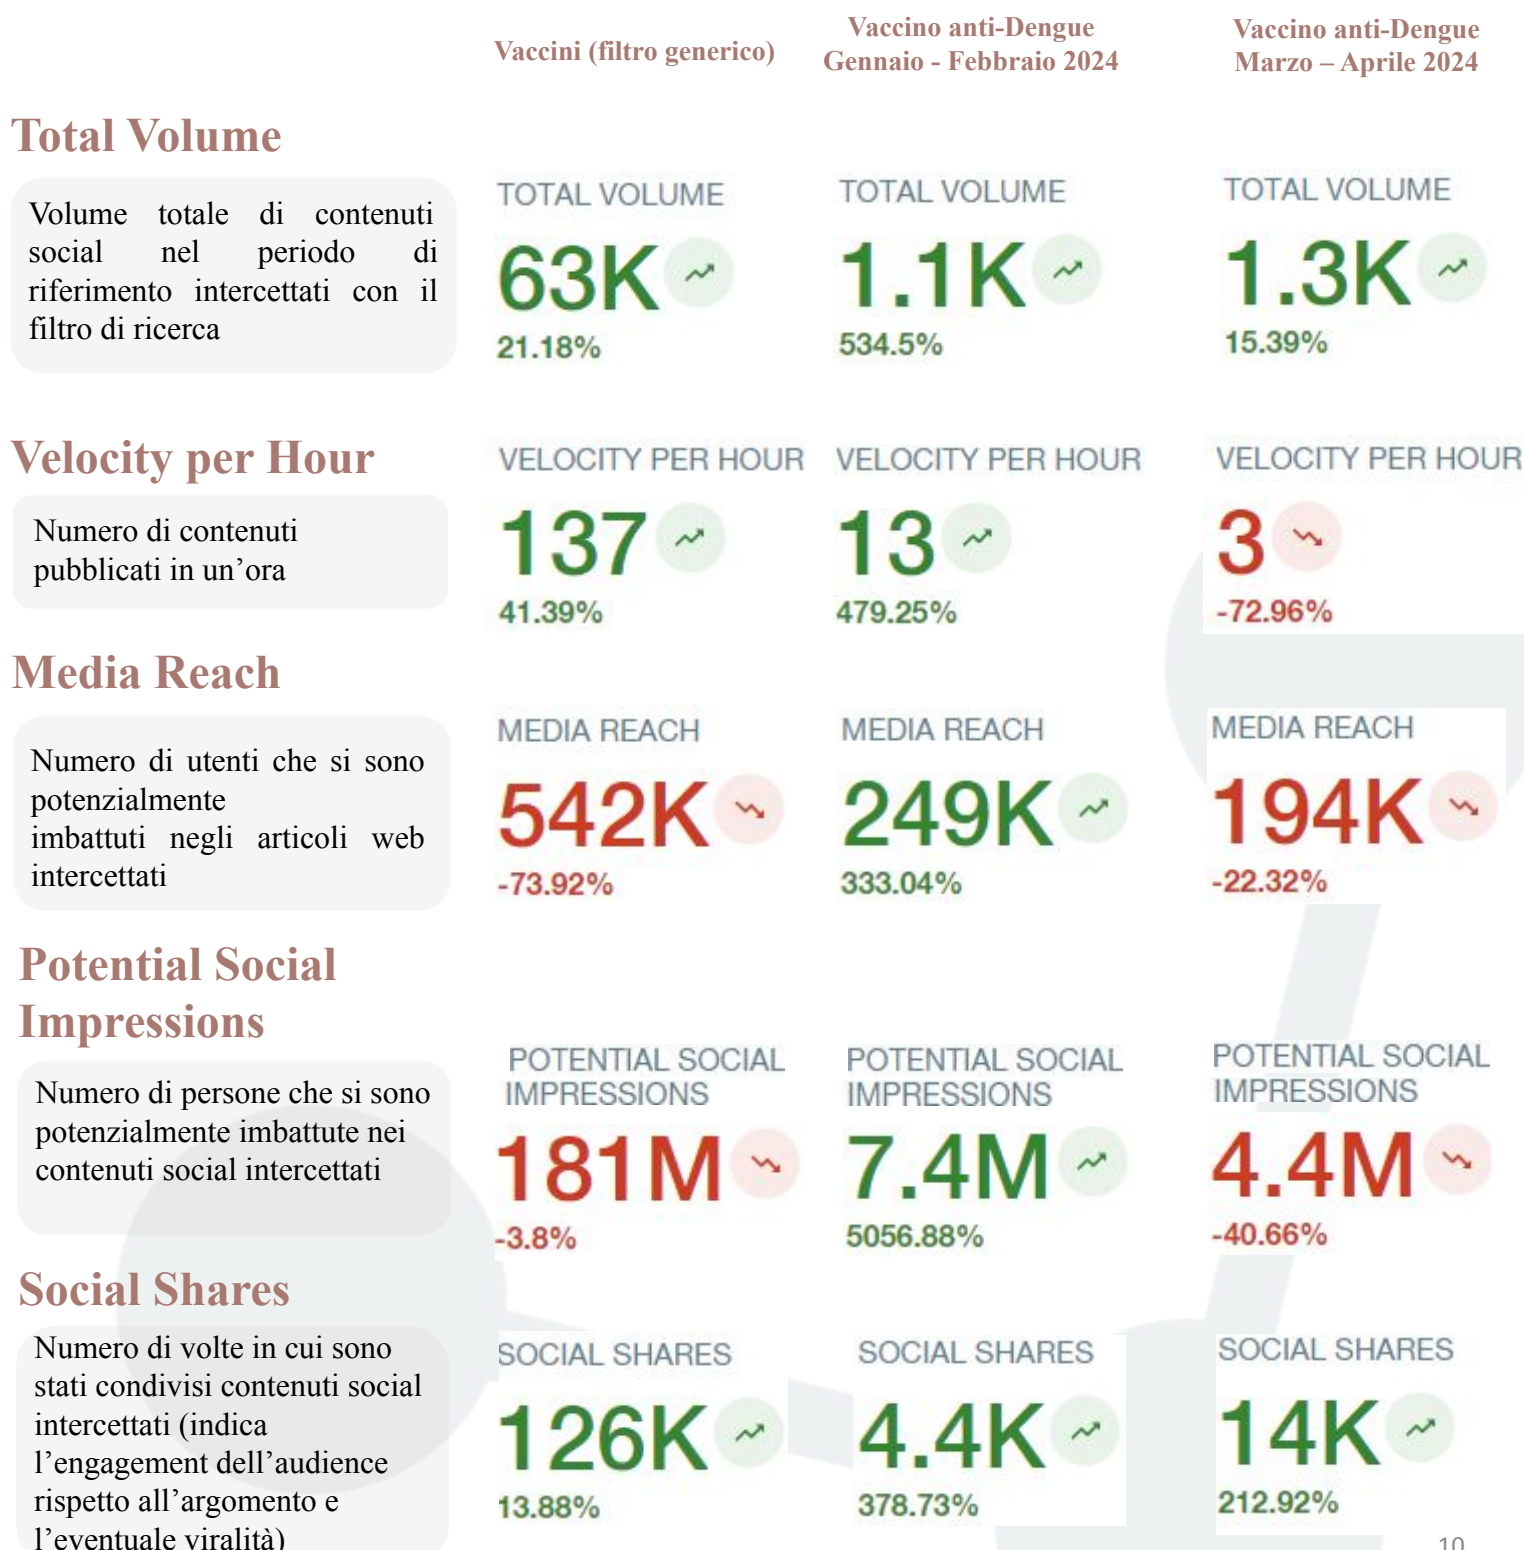 Vaccini (filtro generico)
Vaccino anti-Dengue
Gennaio - Febbraio 2024
Vaccino anti-Dengue
Marzo – Aprile 2024
Total Volume
Volume totale di contenuti
social nel periodo di
riferimento intercettati con il
filtro di ricerca
TOTAL VOLUME
63K
21.18%
TOTAL VOLUME
1.1K
534.5%
TOTAL VOLUME
1.3K
15.39%
Velocity per Hour
Numero di contenuti
pubblicati in un’ora
VELOCITY PER HOUR
137
41.39%
VELOCITY PER HOUR
13
479.25%
VELOCITY PER HOUR
3
-72.96%
Media Reach
Numero di utenti che si sono
potenzialmente
imbattuti negli articoli web
intercettati
MEDIA REACH
542K
-73.92%
MEDIA REACH
249K
333.04%
MEDIA REACH
194K
-22.32%
Potential Social
Impressions
Numero di persone che si sono
potenzialmente imbattute nei
contenuti social intercettati
POTENTIAL SOCIAL
IMPRESSIONS
181M
-3.8%
POTENTIAL SOCIAL
IMPRESSIONS
7.4M
5056.88%
POTENTIAL SOCIAL
IMPRESSIONS
4.4M
-40.66%
Social Shares
Numero di volte in cui sono
stati condivisi contenuti social
intercettati (indica
l’engagement dell’audience
rispetto all’argomento e
l’eventuale viralità)
SOCIAL SHARES
126K
13.88%
SOCIAL SHARES
4.4K
378.73%
SOCIAL SHARES
14K
212.92%
10